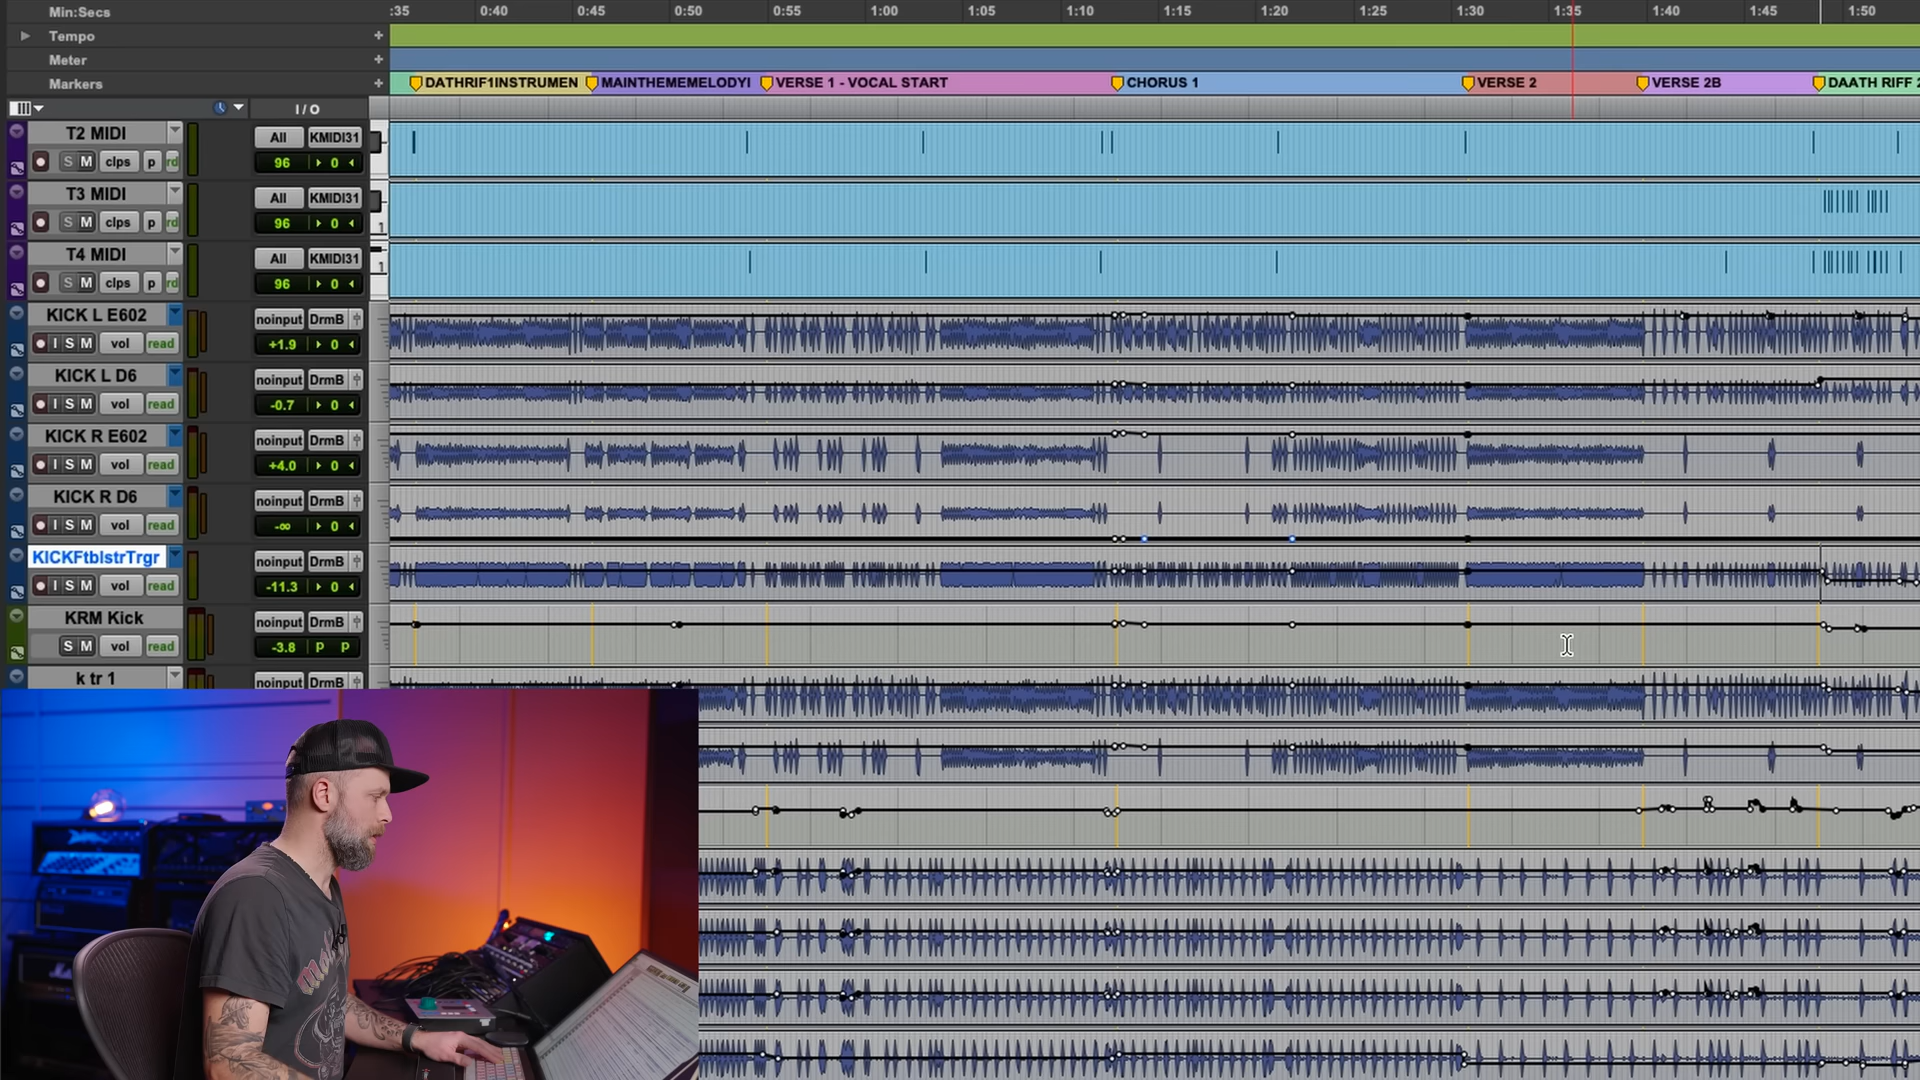 Min:Secs :35 0:40 0:45 0:50 0:55 1:00 1:05 1:10 1:15 1:20 1:25 1:30 1:35 1:40 1:45 1:50
Tempo +
Meter +
Markers + DATHRIF1INSTRUMEN MAINTHEMEMELODYI VERSE 1 - VOCAL START CHORUS 1 VERSE 2 VERSE 2B DAATH RIFF 2
I / O
T2 MIDI All KMIDI31
S M clps p rd 96 0
T3 MIDI All KMIDI31
S M clps p rd 96 0 1
T4 MIDI All KMIDI31 1
S M clps p rd 96 0
KICK L E602 noinput DrmB
I S M vol read +1.9 0
KICK L D6 noinput DrmB
I S M vol read -0.7 0
KICK R E602 noinput DrmB
I S M vol read +4.0 0
KICK R D6 noinput DrmB
I S M vol read -∞ 0
KICKFtblstrTrgr noinput DrmB
I S M vol read -11.3 0
KRM Kick noinput DrmB
S M vol read -3.8 P P
k tr 1 noinput DrmB